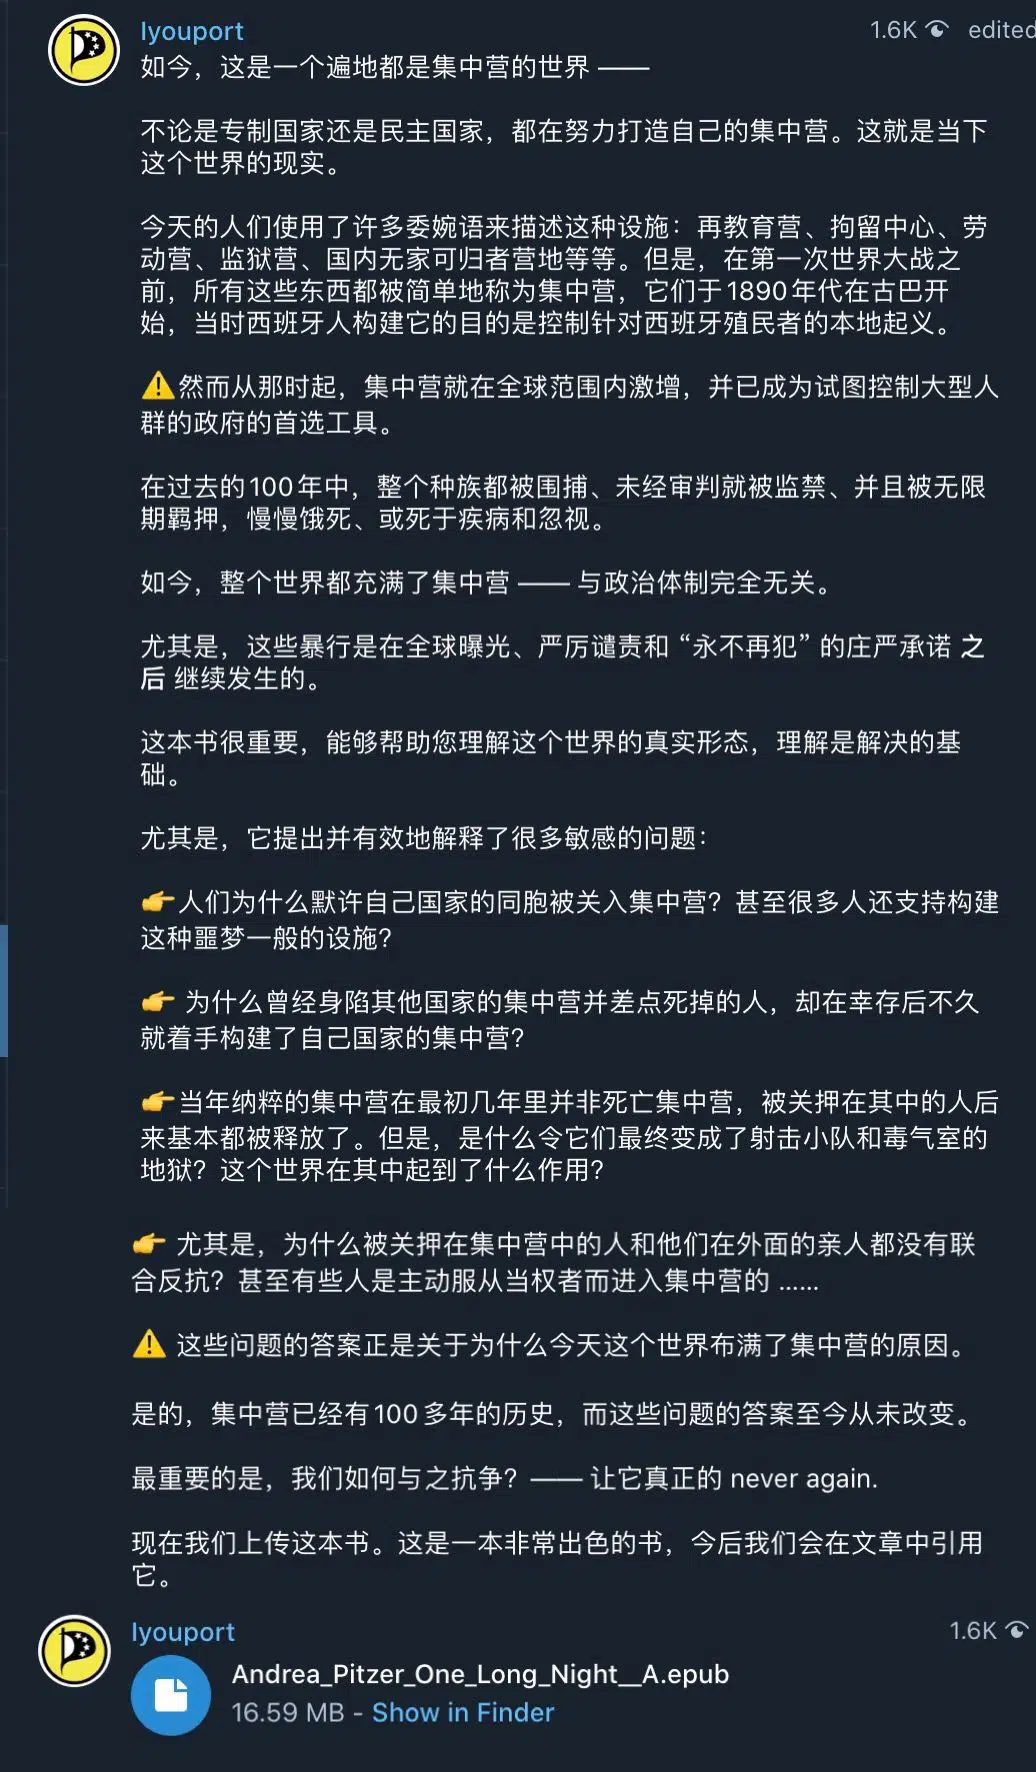 Iyouport
1.6K edited
如今，这是一个遍地都是集中营的世界 ——
不论是专制国家还是民主国家，都在努力打造自己的集中营。这就是当下
这个世界的现实。
今天的人们使用了许多委婉语来描述这种设施：再教育营、拘留中心、劳
动营、监狱营、国内无家可归者营地等等。但是，在第一次世界大战之
前，所有这些东西都被简单地称为集中营，它们于1890年代在古巴开
始，当时西班牙人构建它的目的是控制针对西班牙殖民者的本地起义。
⚠️然而从那时起，集中营就在全球范围内激增，并已成为试图控制大型人
群的政府的首选工具。
在过去的100年中，整个种族都被围捕、未经审判就被监禁、并且被无限
期羁押，慢慢饿死、或死于疾病和忽视。
如今，整个世界都充满了集中营 —— 与政治体制完全无关。
尤其是，这些暴行是在全球曝光、严厉谴责和 “永不再犯” 的庄严承诺 之
后 继续发生的。
这本书很重要，能够帮助您理解这个世界的真实形态，理解是解决的基
础。
尤其是，它提出并有效地解释了很多敏感的问题：
👉人们为什么默许自己国家的同胞被关入集中营？甚至很多人还支持构建
这种噩梦一般的设施？
👉 为什么曾经身陷其他国家的集中营并差点死掉的人，却在幸存后不久
就着手构建了自己国家的集中营？
👉当年纳粹的集中营在最初几年里并非死亡集中营，被关押在其中的人后
来基本都被释放了。但是，是什么令它们最终变成了射击小队和毒气室的
地狱？这个世界在其中起到了什么作用？
👉 尤其是，为什么被关押在集中营中的人和他们在外面的亲人都没有联
合反抗？甚至有些人是主动服从当权者而进入集中营的 ......
⚠️ 这些问题的答案正是关于为什么今天这个世界布满了集中营的原因。
是的，集中营已经有100多年的历史，而这些问题的答案至今从未改变。
最重要的是，我们如何与之抗争？—— 让它真正的 never again.
现在我们上传这本书。这是一本非常出色的书，今后我们会在文章中引用
它。
Iyouport
1.6K
Andrea_Pitzer_One_Long_Night__A.epub
16.59 MB - Show in Finder